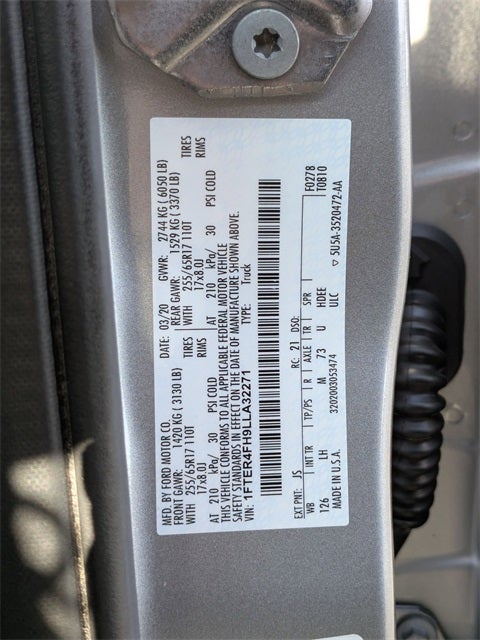 MFD. BY FORD MOTOR CO.
DATE: 03/20 GVWR: 2744 KG ( 6050 LB)
FRONT GAWR: 1420 KG ( 3130 LB) REAR GAWR: 1529 KG ( 3370 LB)
WITH 255/65R17 110T TIRES WITH 255/65R17 110T TIRES
17x8.0J RIMS 17x8.0J RIMS
AT 210 kPa/ 30 PSI COLD AT 210 kPa/ 30 PSI COLD
THIS VEHICLE CONFORMS TO ALL APPLICABLE FEDERAL MOTOR VEHICLE
SAFETY STANDARDS IN EFFECT ON THE DATE OF MANUFACTURE SHOWN ABOVE.
VIN: 1FTER4FH9LLA32271 TYPE: Truck
F0278
T0810
EXT PNT: JS RC: 21 DSO:
WB INT TR TP/PS R AXLE TR SPR
126 LH M 73 U HDEE
ULC
MADE IN U.S.A. 3202003053474 5U5A-3520472-AA